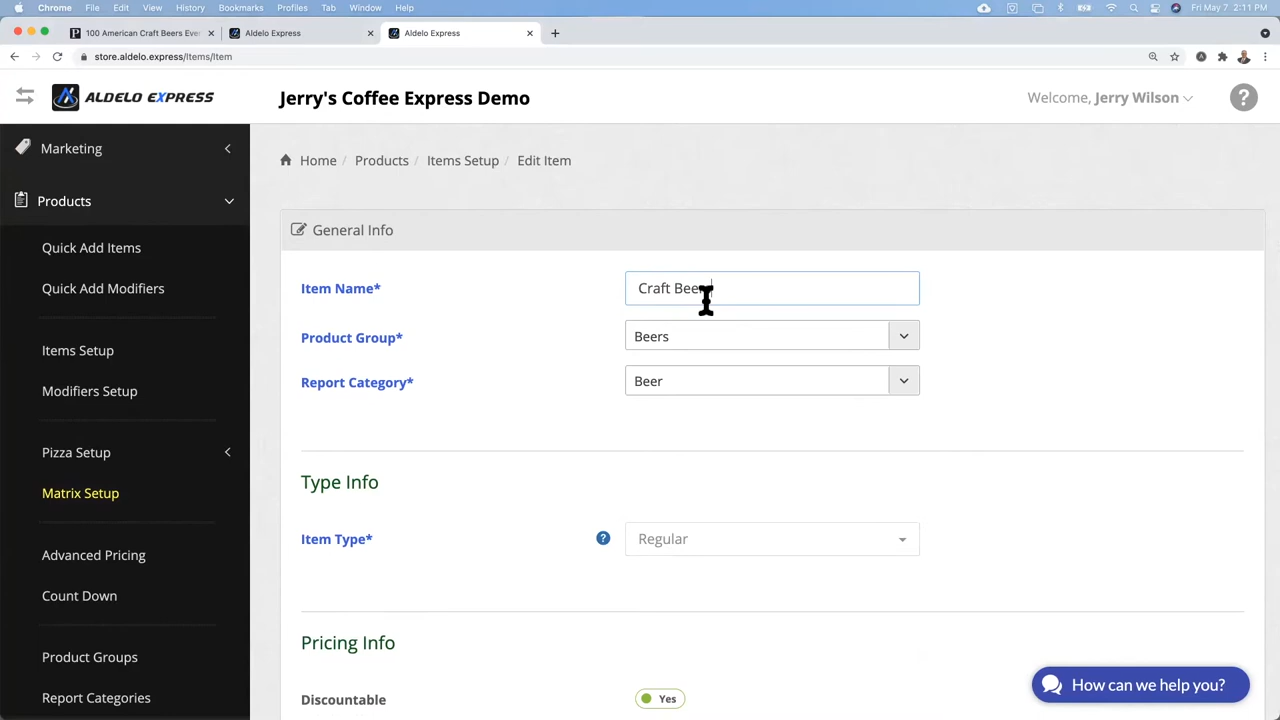 Chrome File Edit View History Bookmarks Profiles Tab Window Help Fri May 7 2:11 PM
100 American Craft Beers Eve Aldelo Express Aldelo Express
store.aldelo.express/Items/Item
ALDELO EXPRESS Jerry's Coffee Express Demo Welcome, Jerry Wilson ?
Marketing
Products
Quick Add Items
Quick Add Modifiers
Items Setup
Modifiers Setup
Pizza Setup
Matrix Setup
Advanced Pricing
Count Down
Product Groups
Report Categories
Home / Products / Items Setup / Edit Item
General Info
Item Name* Craft Bee
Product Group* Beers
Report Category* Beer
Type Info
Item Type* ? Regular
Pricing Info
Discountable Yes
How can we help you?